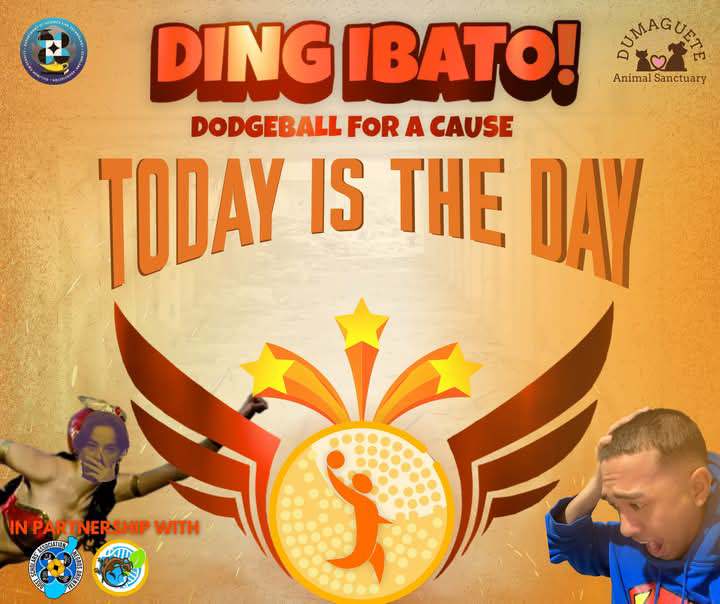 DING IBATO!
DODGEBALL FOR A CAUSE
DUMAGUETE
Animal Sanctuary
TODAY IS THE DAY
IN PARTNERSHIP WITH